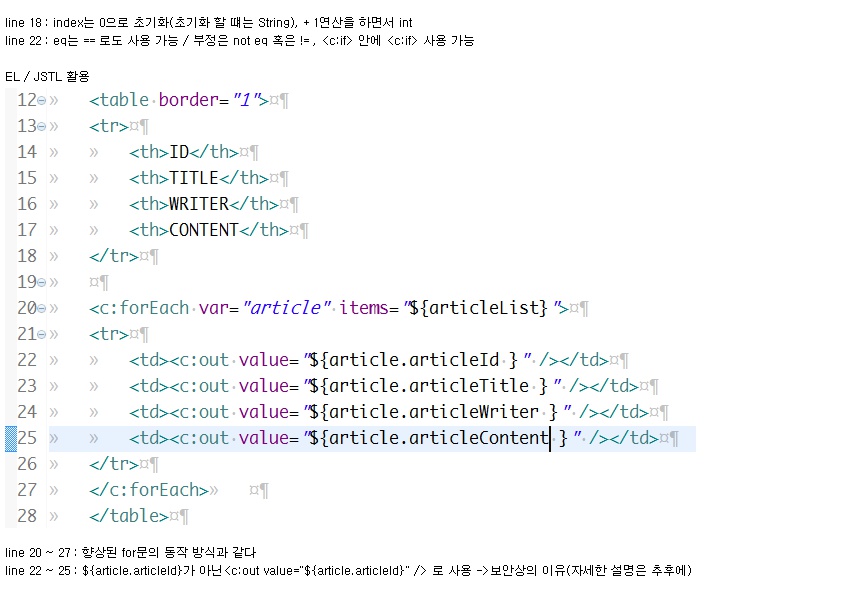 line 18 : index는 0으로 초기화(초기화 할 때는 String), + 1연산을 하면서 int
line 22 : eq는 == 로도 사용 가능 / 부정은 not eq 혹은 != , <c:if> 안에 <c:if> 사용 가능
EL / JSTL 활용
12 <table border="1">
13 <tr>
14 <th>ID</th>
15 <th>TITLE</th>
16 <th>WRITER</th>
17 <th>CONTENT</th>
18 </tr>
19
20 <c:forEach var="article" items="${articleList}">
21 <tr>
22 <td><c:out value="${article.articleId }" /></td>
23 <td><c:out value="${article.articleTitle }" /></td>
24 <td><c:out value="${article.articleWriter }" /></td>
25 <td><c:out value="${article.articleContent }" /></td>
26 </tr>
27 </c:forEach>
28 </table>
line 20 ~ 27 : 향상된 for문의 동작 방식과 같다
line 22 ~ 25 : ${article.articleId}가 아닌 <c:out value="${article.articleId}" /> 로 사용 ->보안상의 이유(자세한 설명은 추후에)